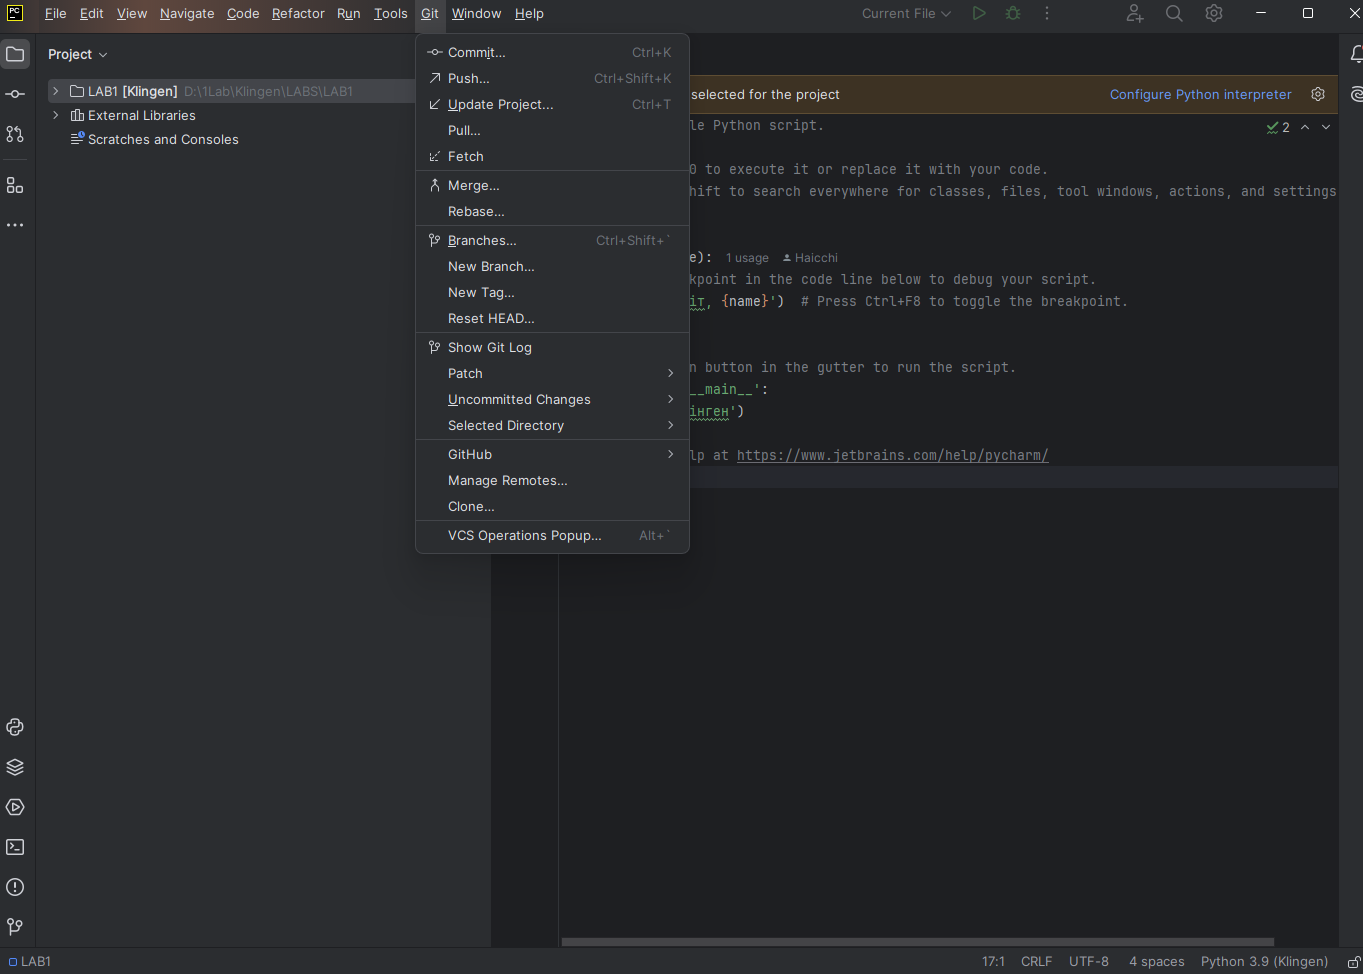 PC
File Edit View Navigate Code Refactor Run Tools Git Window Help
Current File
Project
LAB1 [Klingen] D:\1Lab\Klingen\LABS\LAB1
External Libraries
Scratches and Consoles
Commit... Ctrl+K
Push... Ctrl+Shift+K
Update Project... Ctrl+T
Pull...
Fetch
Merge...
Rebase...
Branches... Ctrl+Shift+`
New Branch...
New Tag...
Reset HEAD...
Show Git Log
Patch
Uncommitted Changes
Selected Directory
GitHub
Manage Remotes...
Clone...
VCS Operations Popup... Alt+`
selected for the project
Configure Python interpreter
le Python script.
2
0 to execute it or replace it with your code.
hift to search everywhere for classes, files, tool windows, actions, and settings
e): 1 usage Haicchi
kpoint in the code line below to debug your script.
іт, {name}') # Press Ctrl+F8 to toggle the breakpoint.
n button in the gutter to run the script.
__main__':
інген')
lp at https://www.jetbrains.com/help/pycharm/
LAB1
17:1 CRLF UTF-8 4 spaces Python 3.9 (Klingen)